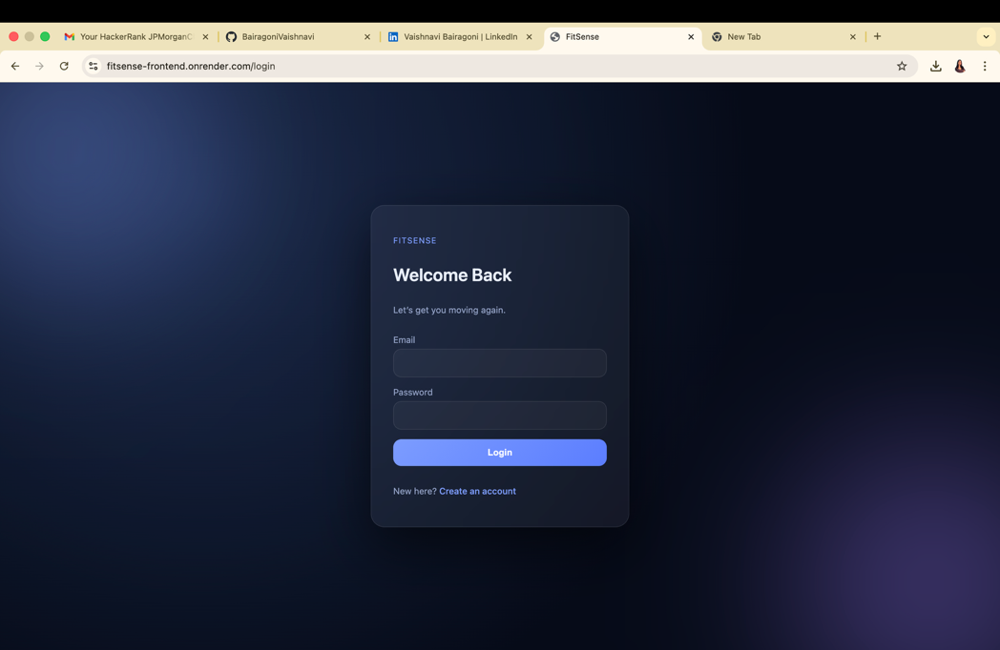 Your HackerRank JPMorganC
BairagoniVaishnavi
Vaishnavi Bairagoni | LinkedIn
FitSense
New Tab
fitsense-frontend.onrender.com/login
FITSENSE
Welcome Back
Let's get you moving again.
Email
Password
Login
New here? Create an account